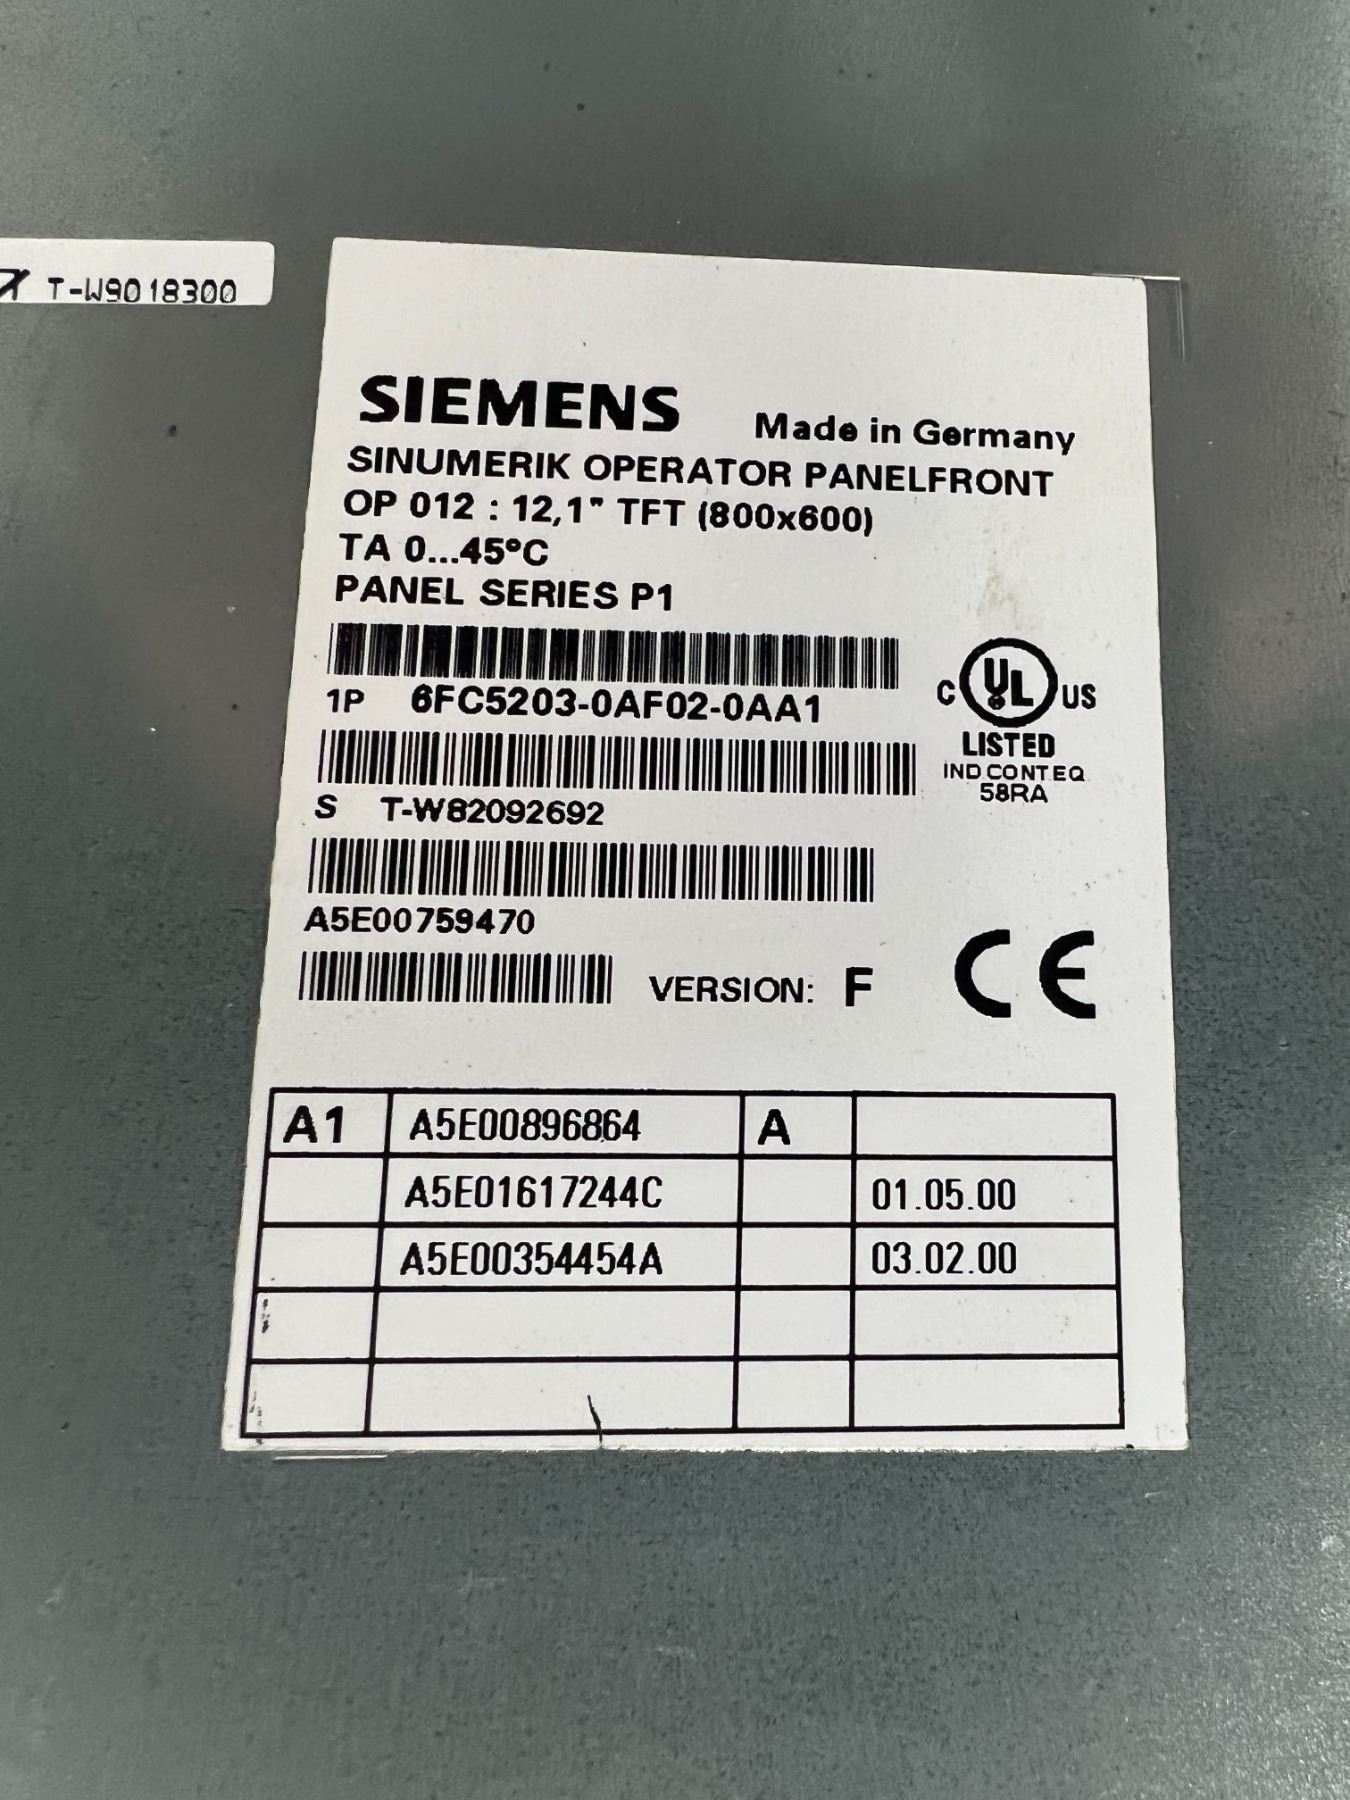 T-W9018300
SIEMENS Made in Germany
SINUMERIK OPERATOR PANELFRONT
OP 012 : 12,1" TFT (800x600)
TA 0...45°C
PANEL SERIES P1
1P 6FC5203-0AF02-0AA1
C UL US
LISTED
IND.CONT.EQ
58RA
S T-W82092692
A5E00759470
VERSION: F
CE
A1 A5E00896864 A
A5E01617244C 01.05.00
A5E00354454A 03.02.00